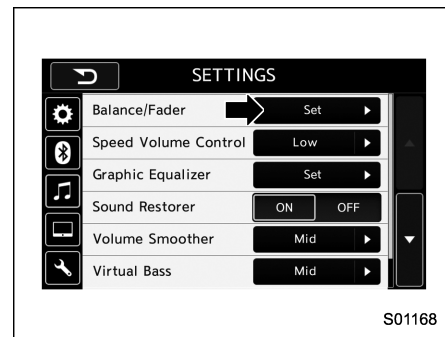 SETTINGS
Balance/Fader Set
Speed Volume Control Low
Graphic Equalizer Set
Sound Restorer ON OFF
Volume Smoother Mid
Virtual Bass Mid
S01168